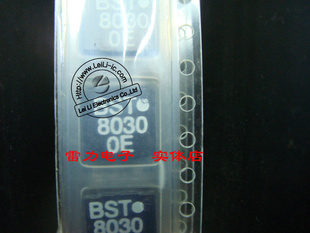 BST
8030
0E
www.LeiLi-ic.com
Lei Li Electronics Co Ltd
BST
8030
0E
雷力电子 实体店
BST
8030